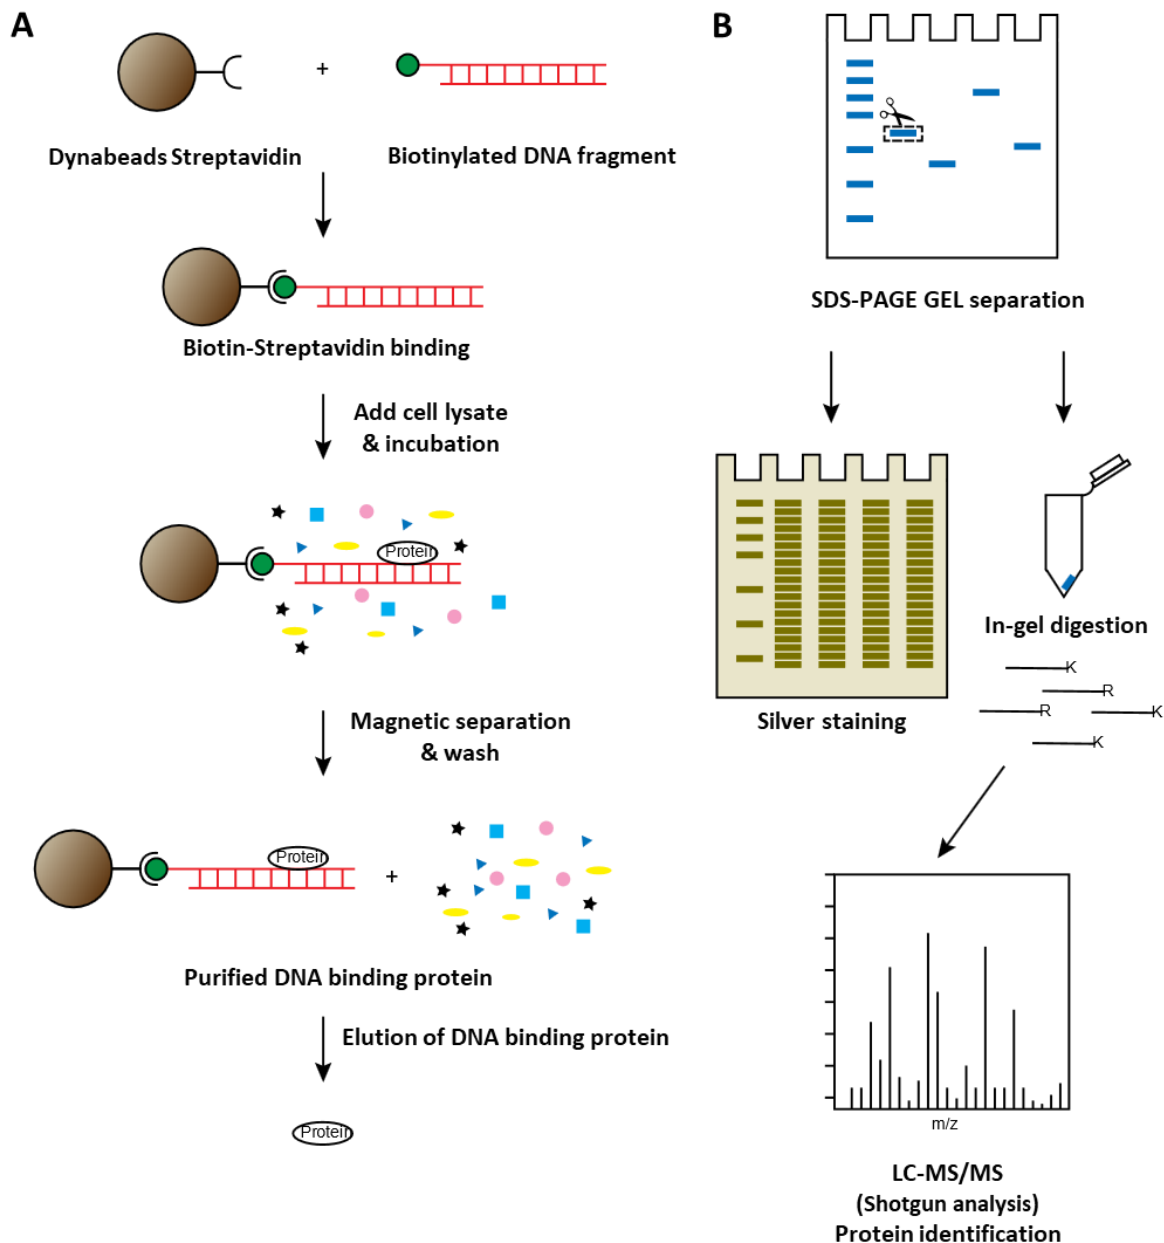 A
+
Dynabeads Streptavidin
Biotinylated DNA fragment
Biotin-Streptavidin binding
Add cell lysate
& incubation
Protein
Magnetic separation
& wash
Protein
+
Purified DNA binding protein
Elution of DNA binding protein
Protein
B
SDS-PAGE GEL separation
Silver staining
In-gel digestion
K
R
R
K
K
m/z
LC-MS/MS
(Shotgun analysis)
Protein identification